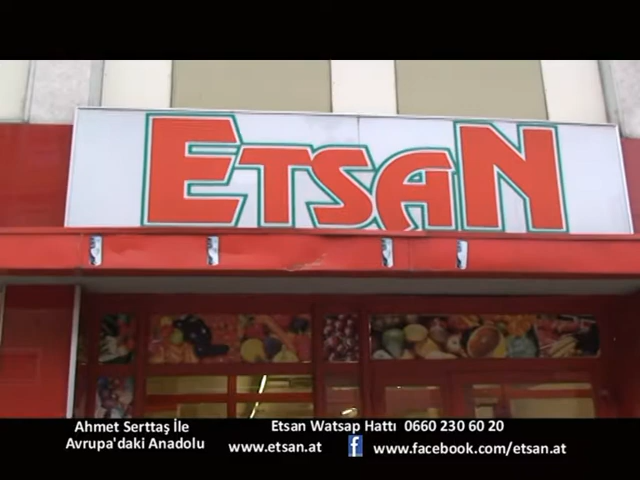 ETSAN
Ahmet Serttaş İle
Avrupa'daki Anadolu
Etsan Watsap Hattı 0660 230 60 20
www.etsan.at
www.facebook.com/etsan.at